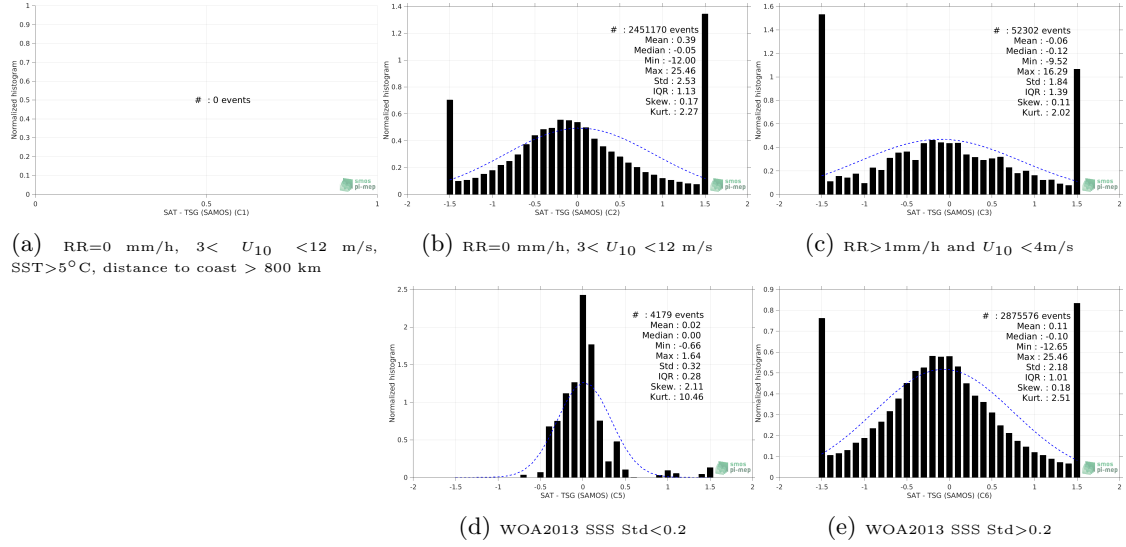 1
0.9
0.8
0.7
0.6
0.5
0.4
0.3
0.2
0.1
0
Normalized histogram
# : 0 events
0 0.5 1
SAT - TSG (SAMOS) (C1)
smos
pi-mep
(a) RR=0 mm/h, 3< U10 <12 m/s,
SST>5°C, distance to coast > 800 km
1.4
1.2
1
0.8
0.6
0.4
0.2
0
Normalized histogram
# : 2451170 events
Mean : 0.39
Median : -0.05
Min : -12.00
Max : 25.46
Std : 2.53
IQR : 1.13
Skew. : 0.17
Kurt. : 2.27
-2 -1.5 -1 -0.5 0 0.5 1 1.5 2
SAT - TSG (SAMOS) (C2)
smos
pi-mep
(b) RR=0 mm/h, 3< U10 <12 m/s
1.6
1.4
1.2
1
0.8
0.6
0.4
0.2
0
Normalized histogram
# : 52302 events
Mean : -0.06
Median : -0.12
Min : -9.52
Max : 16.29
Std : 1.84
IQR : 1.39
Skew. : 0.11
Kurt. : 2.02
-2 -1.5 -1 -0.5 0 0.5 1 1.5 2
SAT - TSG (SAMOS) (C3)
smos
pi-mep
(c) RR>1mm/h and U10 <4m/s
2.5
2
1.5
1
0.5
0
Normalized histogram
# : 4179 events
Mean : 0.02
Median : 0.00
Min : -0.66
Max : 1.64
Std : 0.32
IQR : 0.28
Skew. : 2.11
Kurt. : 10.46
-2 -1.5 -1 -0.5 0 0.5 1 1.5 2
SAT - TSG (SAMOS) (C5)
smos
pi-mep
(d) WOA2013 SSS Std<0.2
0.9
0.8
0.7
0.6
0.5
0.4
0.3
0.2
0.1
0
Normalized histogram
# : 2875576 events
Mean : 0.11
Median : -0.10
Min : -12.65
Max : 25.46
Std : 2.18
IQR : 1.01
Skew. : 0.18
Kurt. : 2.51
-2 -1.5 -1 -0.5 0 0.5 1 1.5 2
SAT - TSG (SAMOS) (C6)
smos
pi-mep
(e) WOA2013 SSS Std>0.2